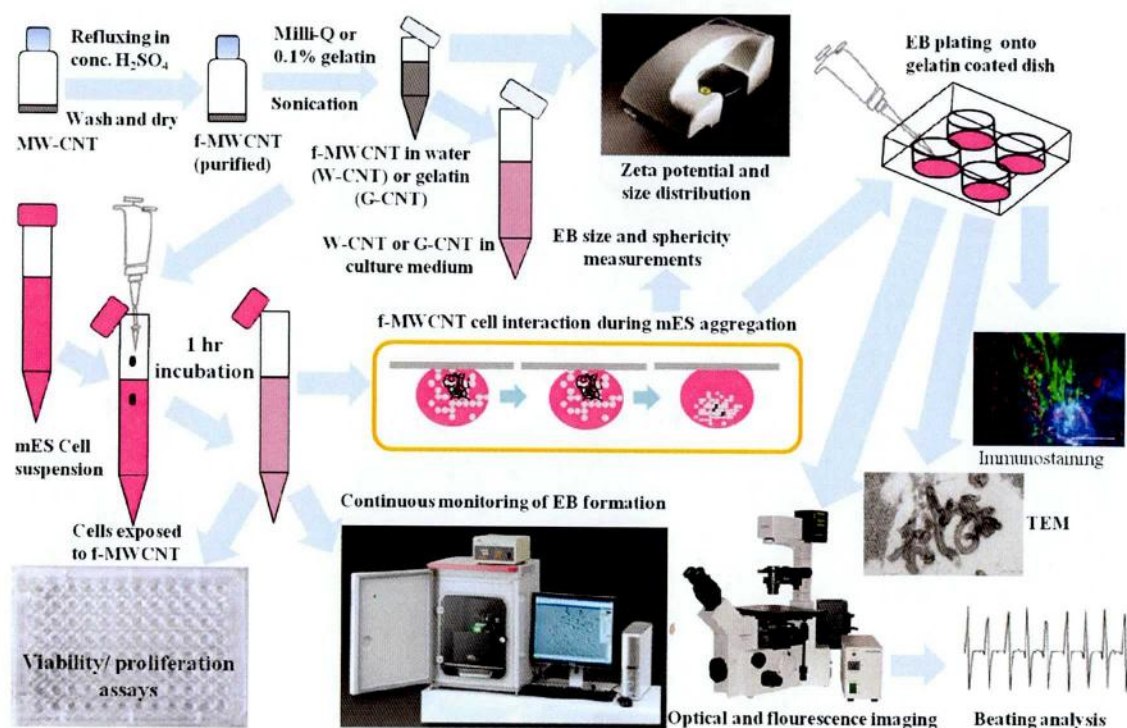 Refluxing in
conc. H₂SO₄
Wash and dry
MW-CNT
f-MWCNT
(purified)
Milli-Q or
0.1% gelatin
Sonication
f-MWCNT in water
(W-CNT) or gelatin
(G-CNT)
W-CNT or G-CNT in
culture medium
Zeta potential and
size distribution
EB plating onto
gelatin coated dish
EB size and sphericity
measurements
f-MWCNT cell interaction during mES aggregation
1 hr
incubation
mES Cell
suspension
Cells exposed
to f-MWCNT
Viability/ proliferation
assays
Continuous monitoring of EB formation
Immunostaining
TEM
Optical and flourescence imaging
Beating analysis